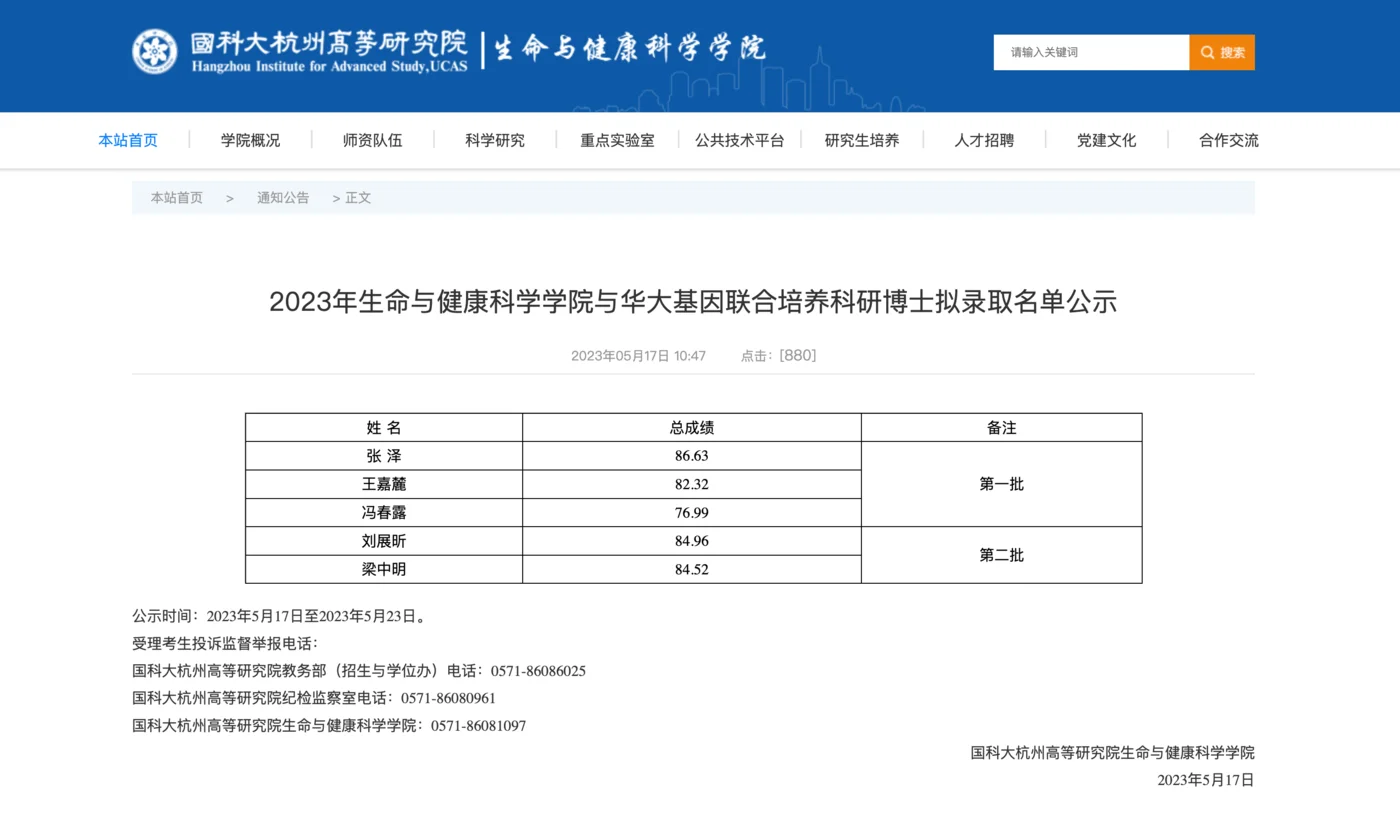 國科大杭州高等研究院 生命与健康科学学院
Hangzhou Institute for Advanced Study,UCAS
请输入关键词 搜索
本站首页 学院概况 师资队伍 科学研究 重点实验室 公共技术平台 研究生培养 人才招聘 党建文化 合作交流
本站首页 > 通知公告 > 正文
2023年生命与健康科学学院与华大基因联合培养科研博士拟录取名单公示
2023年05月17日 10:47 点击：[880]
姓 名 总成绩 备注
张 泽 86.63
王嘉麓 82.32 第一批
冯春露 76.99
刘展昕 84.96
第二批
梁中明 84.52
公示时间：2023年5月17日至2023年5月23日。
受理考生投诉监督举报电话：
国科大杭州高等研究院教务部（招生与学位办）电话：0571-86086025
国科大杭州高等研究院纪检监察室电话：0571-86080961
国科大杭州高等研究院生命与健康科学学院：0571-86081097
国科大杭州高等研究院生命与健康科学学院
2023年5月17日